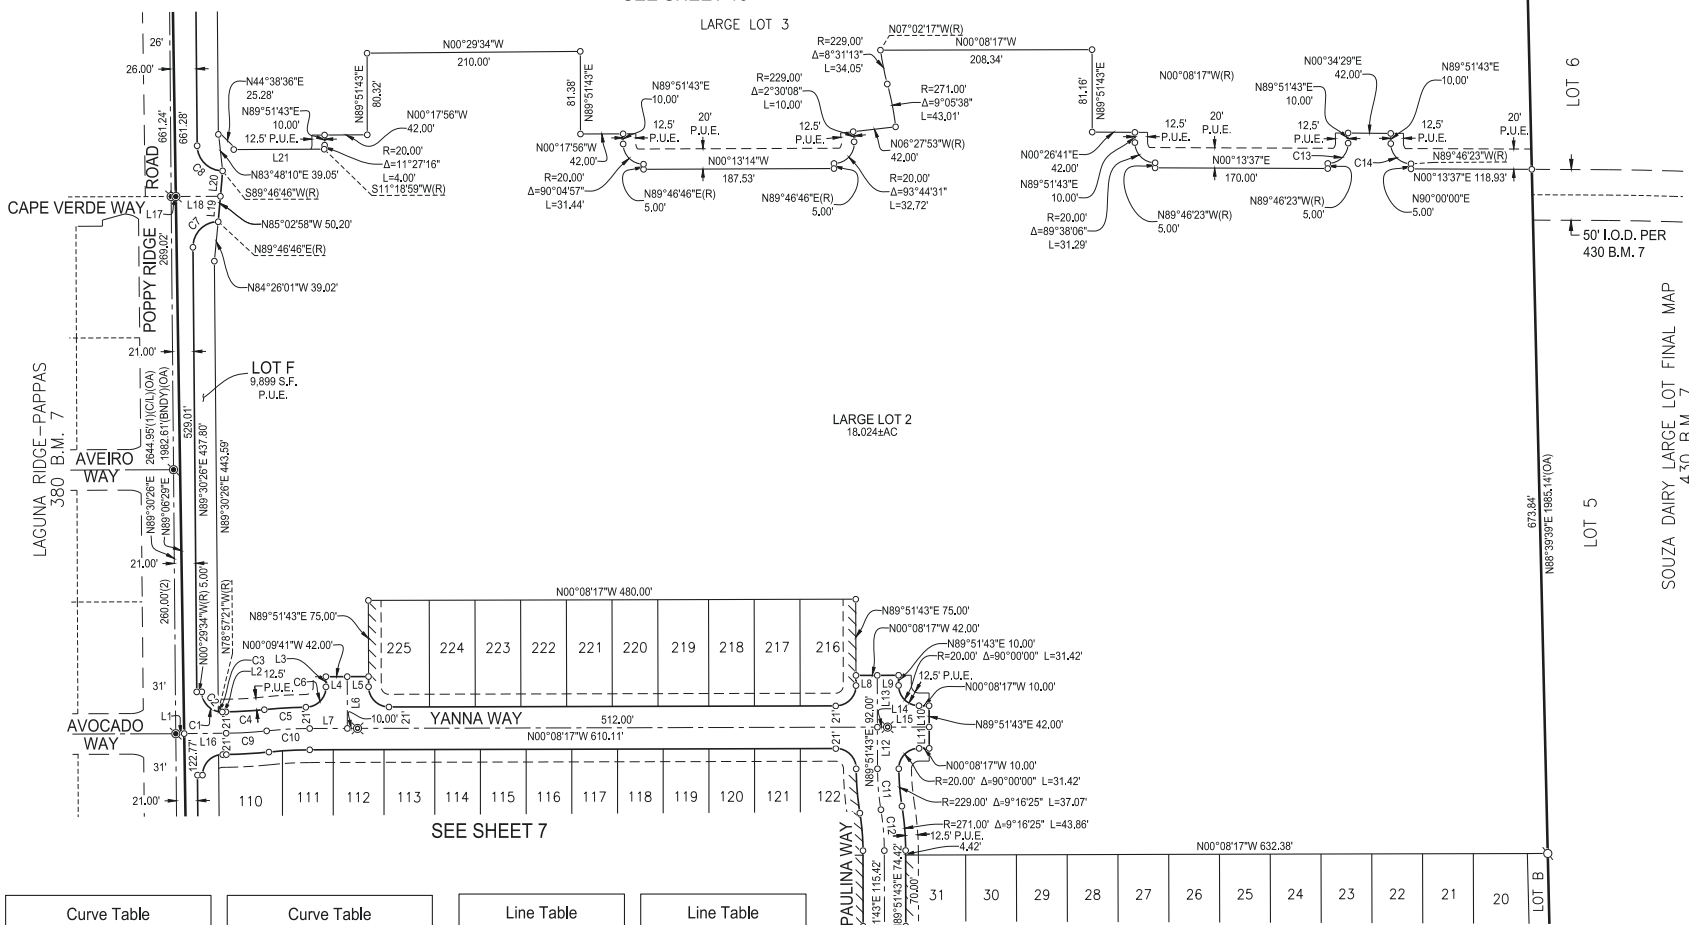 LARGE LOT 3
N07°02'17"W(R)
R=229.00'
Δ=8°31'13"
L=34.05'
N00°08'17"W
208.34'
N00°29'34"W
210.00'
26'
26.00'
661.24'
661.28'
N44°38'36"E
25.28'
N89°51'43"E
10.00'
12.5' P.U.E.
L21
N89°51'43"E
80.32'
N00°17'56"W
42.00'
R=20.00'
Δ=11°27'16"
L=4.00'
S11°18'59"W(R)
N83°48'10"E 39.05'
S89°46'46"W(R)
N89°51'43"E
81.38'
N89°51'43"E
10.00'
12.5'
P.U.E.
20'
P.U.E.
N00°17'56"W
42.00'
R=20.00'
Δ=90°04'57"
L=31.44'
N00°13'14"W
187.53'
N89°46'46"E(R)
5.00'
N89°46'46"E(R)
5.00'
R=229.00'
Δ=2°30'08"
L=10.00'
12.5'
P.U.E.
R=271.00'
Δ=9°05'38"
L=43.01'
N06°27'53"W(R)
42.00'
R=20.00'
Δ=93°44'31"
L=32.72'
81.16'
N89°51'43"E
N00°08'17"W(R)
12.5'
P.U.E.
20'
P.U.E.
N00°26'41"E
42.00'
N89°51'43"E
10.00'
R=20.00'
Δ=89°38'06"
L=31.29'
N00°13'37"E
170.00'
N89°46'23"W(R)
5.00'
N89°46'23"W(R)
5.00'
N00°34'29"E
42.00'
N89°51'43"E
10.00'
N89°51'43"E
10.00'
12.5'
P.U.E.
12.5'
P.U.E.
20'
P.U.E.
C13
C14
N89°46'23"W(R)
N00°13'37"E 118.93'
N90°00'00"E
5.00'
LOT 6
50' I.O.D. PER
430 B.M. 7
CAPE VERDE WAY
L17
L18
L19
L20
C8
C7
N85°02'58"W 50.20'
N89°46'46"E(R)
N84°26'01"W 39.02'
POPPY RIDGE ROAD
269.02'
21.00'
LOT F
9,899 S.F.
P.U.E.
LARGE LOT 2
18.024±AC
LAGUNA RIDGE-PAPPAS
380 B.M. 7
AVEIRO
WAY
2644.95'(1)(C/L)(OA)
1982.61'(BNDY)(OA)
529.01'
N89°30'26"E 437.80'
N89°30'26"E 443.59'
N89°30'26"E
N89°06'29"E
21.00'
260.00'(2)
673.84'
N88°39'39"E 1985.14'(OA)
LOT 5
SOUZA DAIRY LARGE LOT FINAL MAP
430 B.M. 7
N00°08'17"W 480.00'
N89°51'43"E 75.00'
225
224
223
222
221
220
219
218
217
216
N89°51'43"E 75.00'
N00°08'17"W 42.00'
N89°51'43"E 10.00'
R=20.00' Δ=90°00'00" L=31.42'
12.5' P.U.E.
N00°08'17"W 10.00'
N89°51'43"E 42.00'
N00°08'17"W 10.00'
R=20.00' Δ=90°00'00" L=31.42'
R=229.00' Δ=9°16'25" L=37.07'
R=271.00' Δ=9°16'25" L=43.86'
12.5' P.U.E.
4.42'
N00°29'34"W(R) 5.00'
N78°57'21"W(R)
N00°09'41"W 42.00'
C3
L3
L2
12.5'
P.U.E.
C6
L4
L5
L6
C2
C1
C4
C5
L7
10.00'
21'
21'
21'
21'
21'
21'
31'
31'
L1
AVOCADO
WAY
L16
C9
C10
YANNA WAY
512.00'
N00°08'17"W 610.11'
122.77'
21.00'
L8
L9
L13
L14
L15
L10
L11
L12
N89°51'43"E 92.00'
C11
C12
110
111
112
113
114
115
116
117
118
119
120
121
122
SEE SHEET 7
PAULINA WAY
1'43"E 115.42'
89°51'43"E 74.42'
70.00'
N00°08'17"W 632.38'
31
30
29
28
27
26
25
24
23
22
21
20
LOT B
Curve Table
Curve Table
Line Table
Line Table